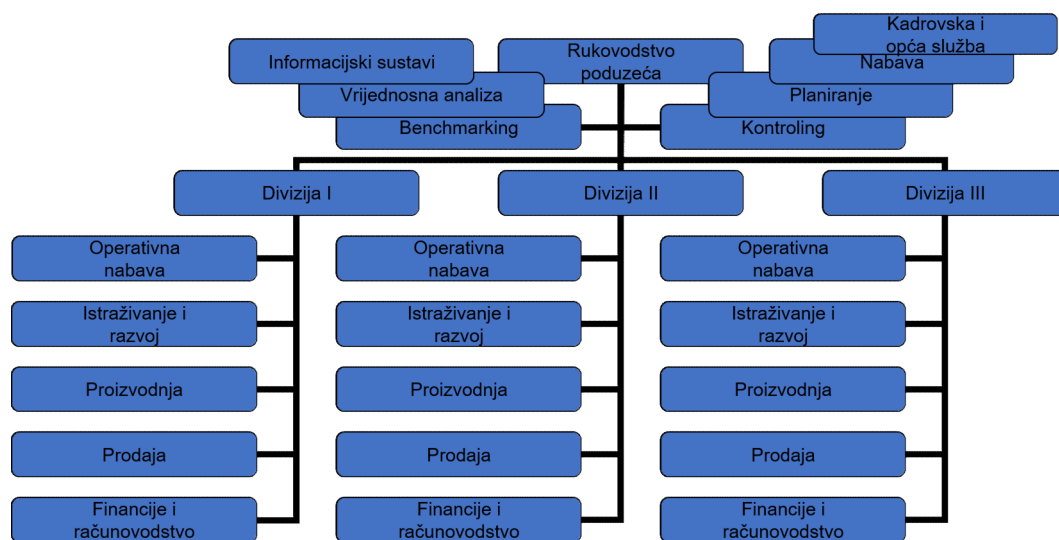 Kadrovska i
opća služba
Informacijski sustavi
Rukovodstvo
poduzeća
Nabava
Vrijednosna analiza
Planiranje
Benchmarking
Kontroling
Divizija I
Divizija II
Divizija III
Operativna
nabava
Operativna
nabava
Operativna
nabava
Istraživanje i
razvoj
Istraživanje i
razvoj
Istraživanje i
razvoj
Proizvodnja
Proizvodnja
Proizvodnja
Prodaja
Prodaja
Prodaja
Financije i
računovodstvo
Financije i
računovodstvo
Financije i
računovodstvo